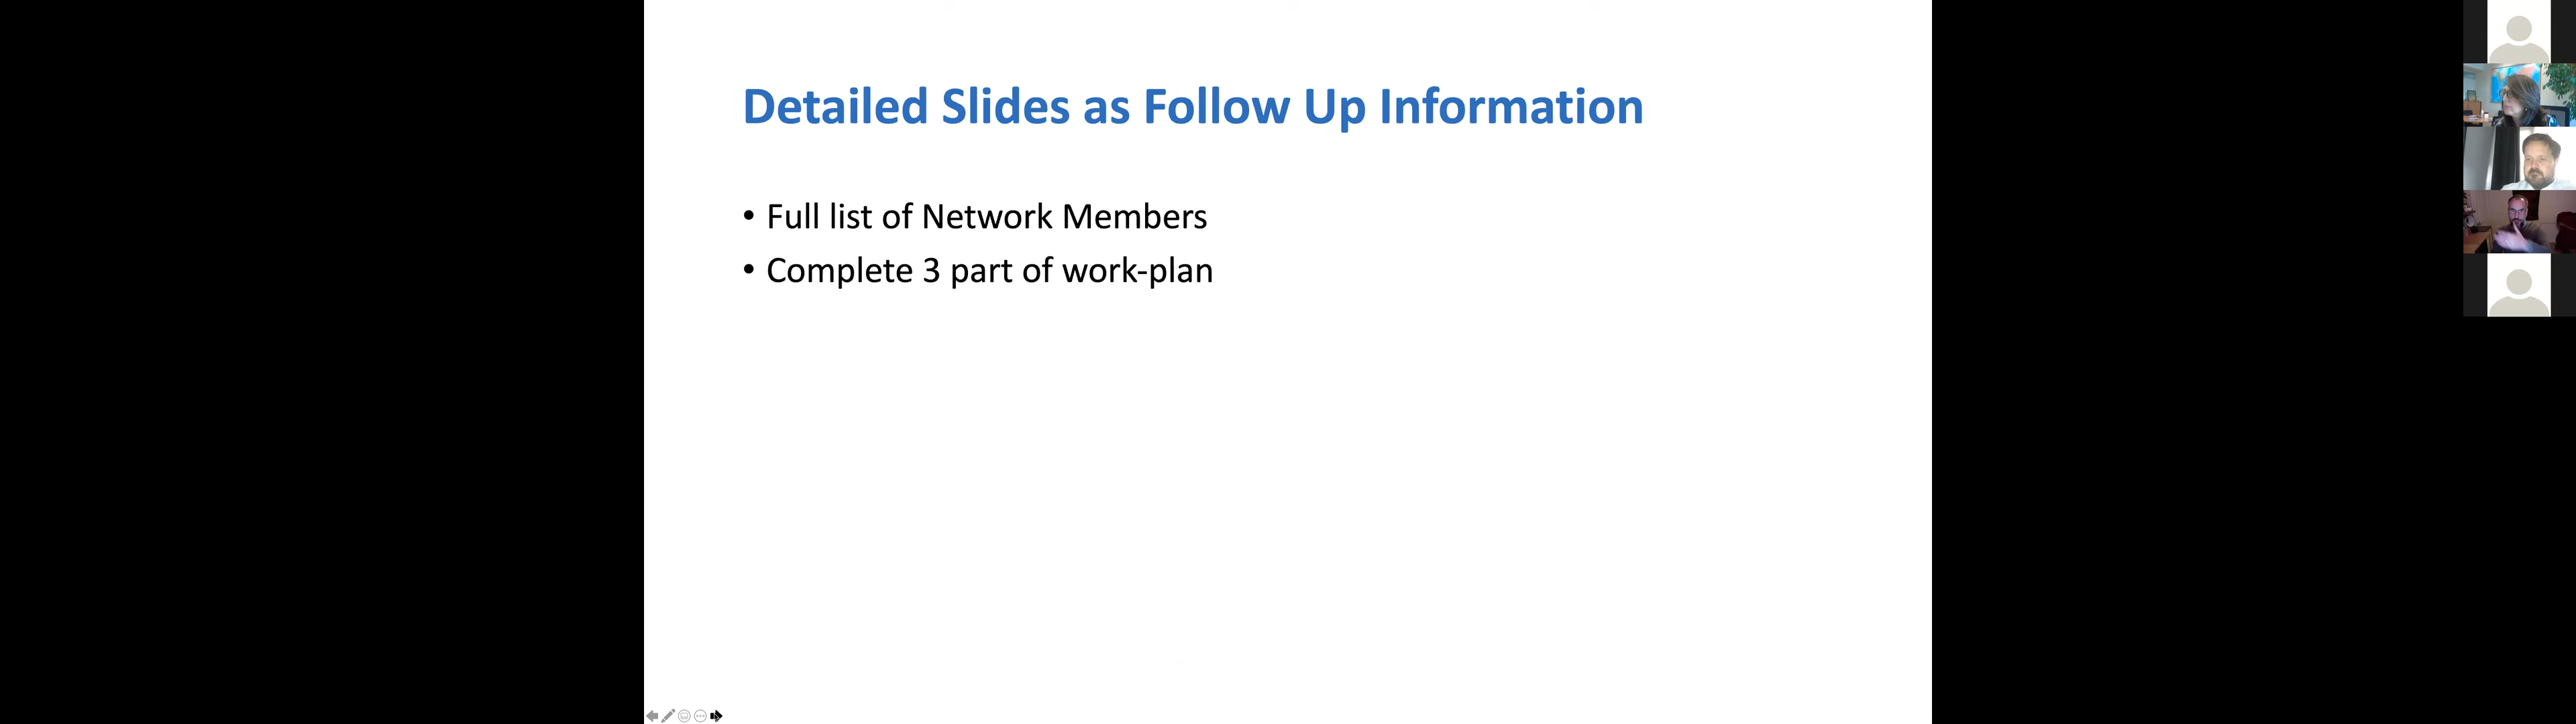 Detailed Slides as Follow Up Information
• Full list of Network Members
• Complete 3 part of work-plan